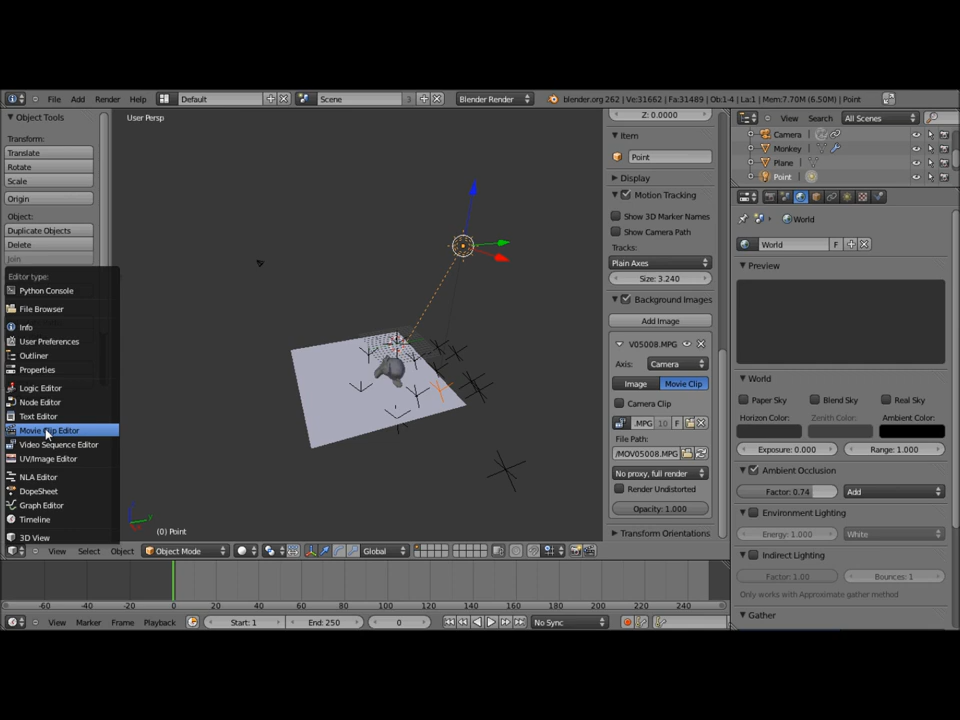 File Add Render Help Default Scene 3 Blender Render blender.org 262 | Ve:31662 | Fa:31489 | Ob:1-4 | La:1 | Mem:7.70M (6.50M) | Point
Object Tools
Transform:
Translate
Rotate
Scale
Origin
Object:
Duplicate Objects
Delete
Join
Editor type:
Python Console
File Browser
Info
User Preferences
Outliner
Properties
Logic Editor
Node Editor
Text Editor
Movie Clip Editor
Video Sequence Editor
UV/Image Editor
NLA Editor
DopeSheet
Graph Editor
Timeline
3D View
User Persp
(0) Point
View Select Object Object Mode Global
Z: 0.0000
Item
Point
Display
Motion Tracking
Show 3D Marker Names
Show Camera Path
Tracks:
Plain Axes
Size: 3.240
Background Images
Add Image
V05008.MPG
Axis: Camera
Image Movie Clip
Camera Clip
.MPG 10 F
File Path:
/MOV05008.MPG
No proxy, full render
Render Undistorted
Opacity: 1.000
Transform Orientations
View Search All Scenes
Camera
Monkey
Plane
Point
World
World F
Preview
World
Paper Sky Blend Sky Real Sky
Horizon Color: Zenith Color: Ambient Color:
Exposure: 0.000 Range: 1.000
Ambient Occlusion
Factor: 0.74 Add
Environment Lighting
Energy: 1.000 White
Indirect Lighting
Factor: 1.00 Bounces: 1
Only works with Approximate gather method
Gather
-60 -40 -20 0 20 40 60 80 100 120 140 160 180 200 220 240
View Marker Frame Playback Start: 1 End: 250 0 No Sync